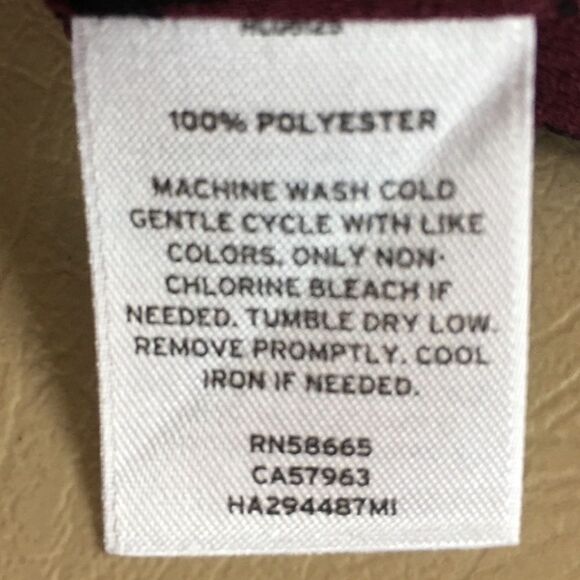 100% POLYESTER
MACHINE WASH COLD
GENTLE CYCLE WITH LIKE
COLORS. ONLY NON-
CHLORINE BLEACH IF
NEEDED. TUMBLE DRY LOW.
REMOVE PROMPTLY. COOL
IRON IF NEEDED.
RN58665
CA57963
HA294487MI